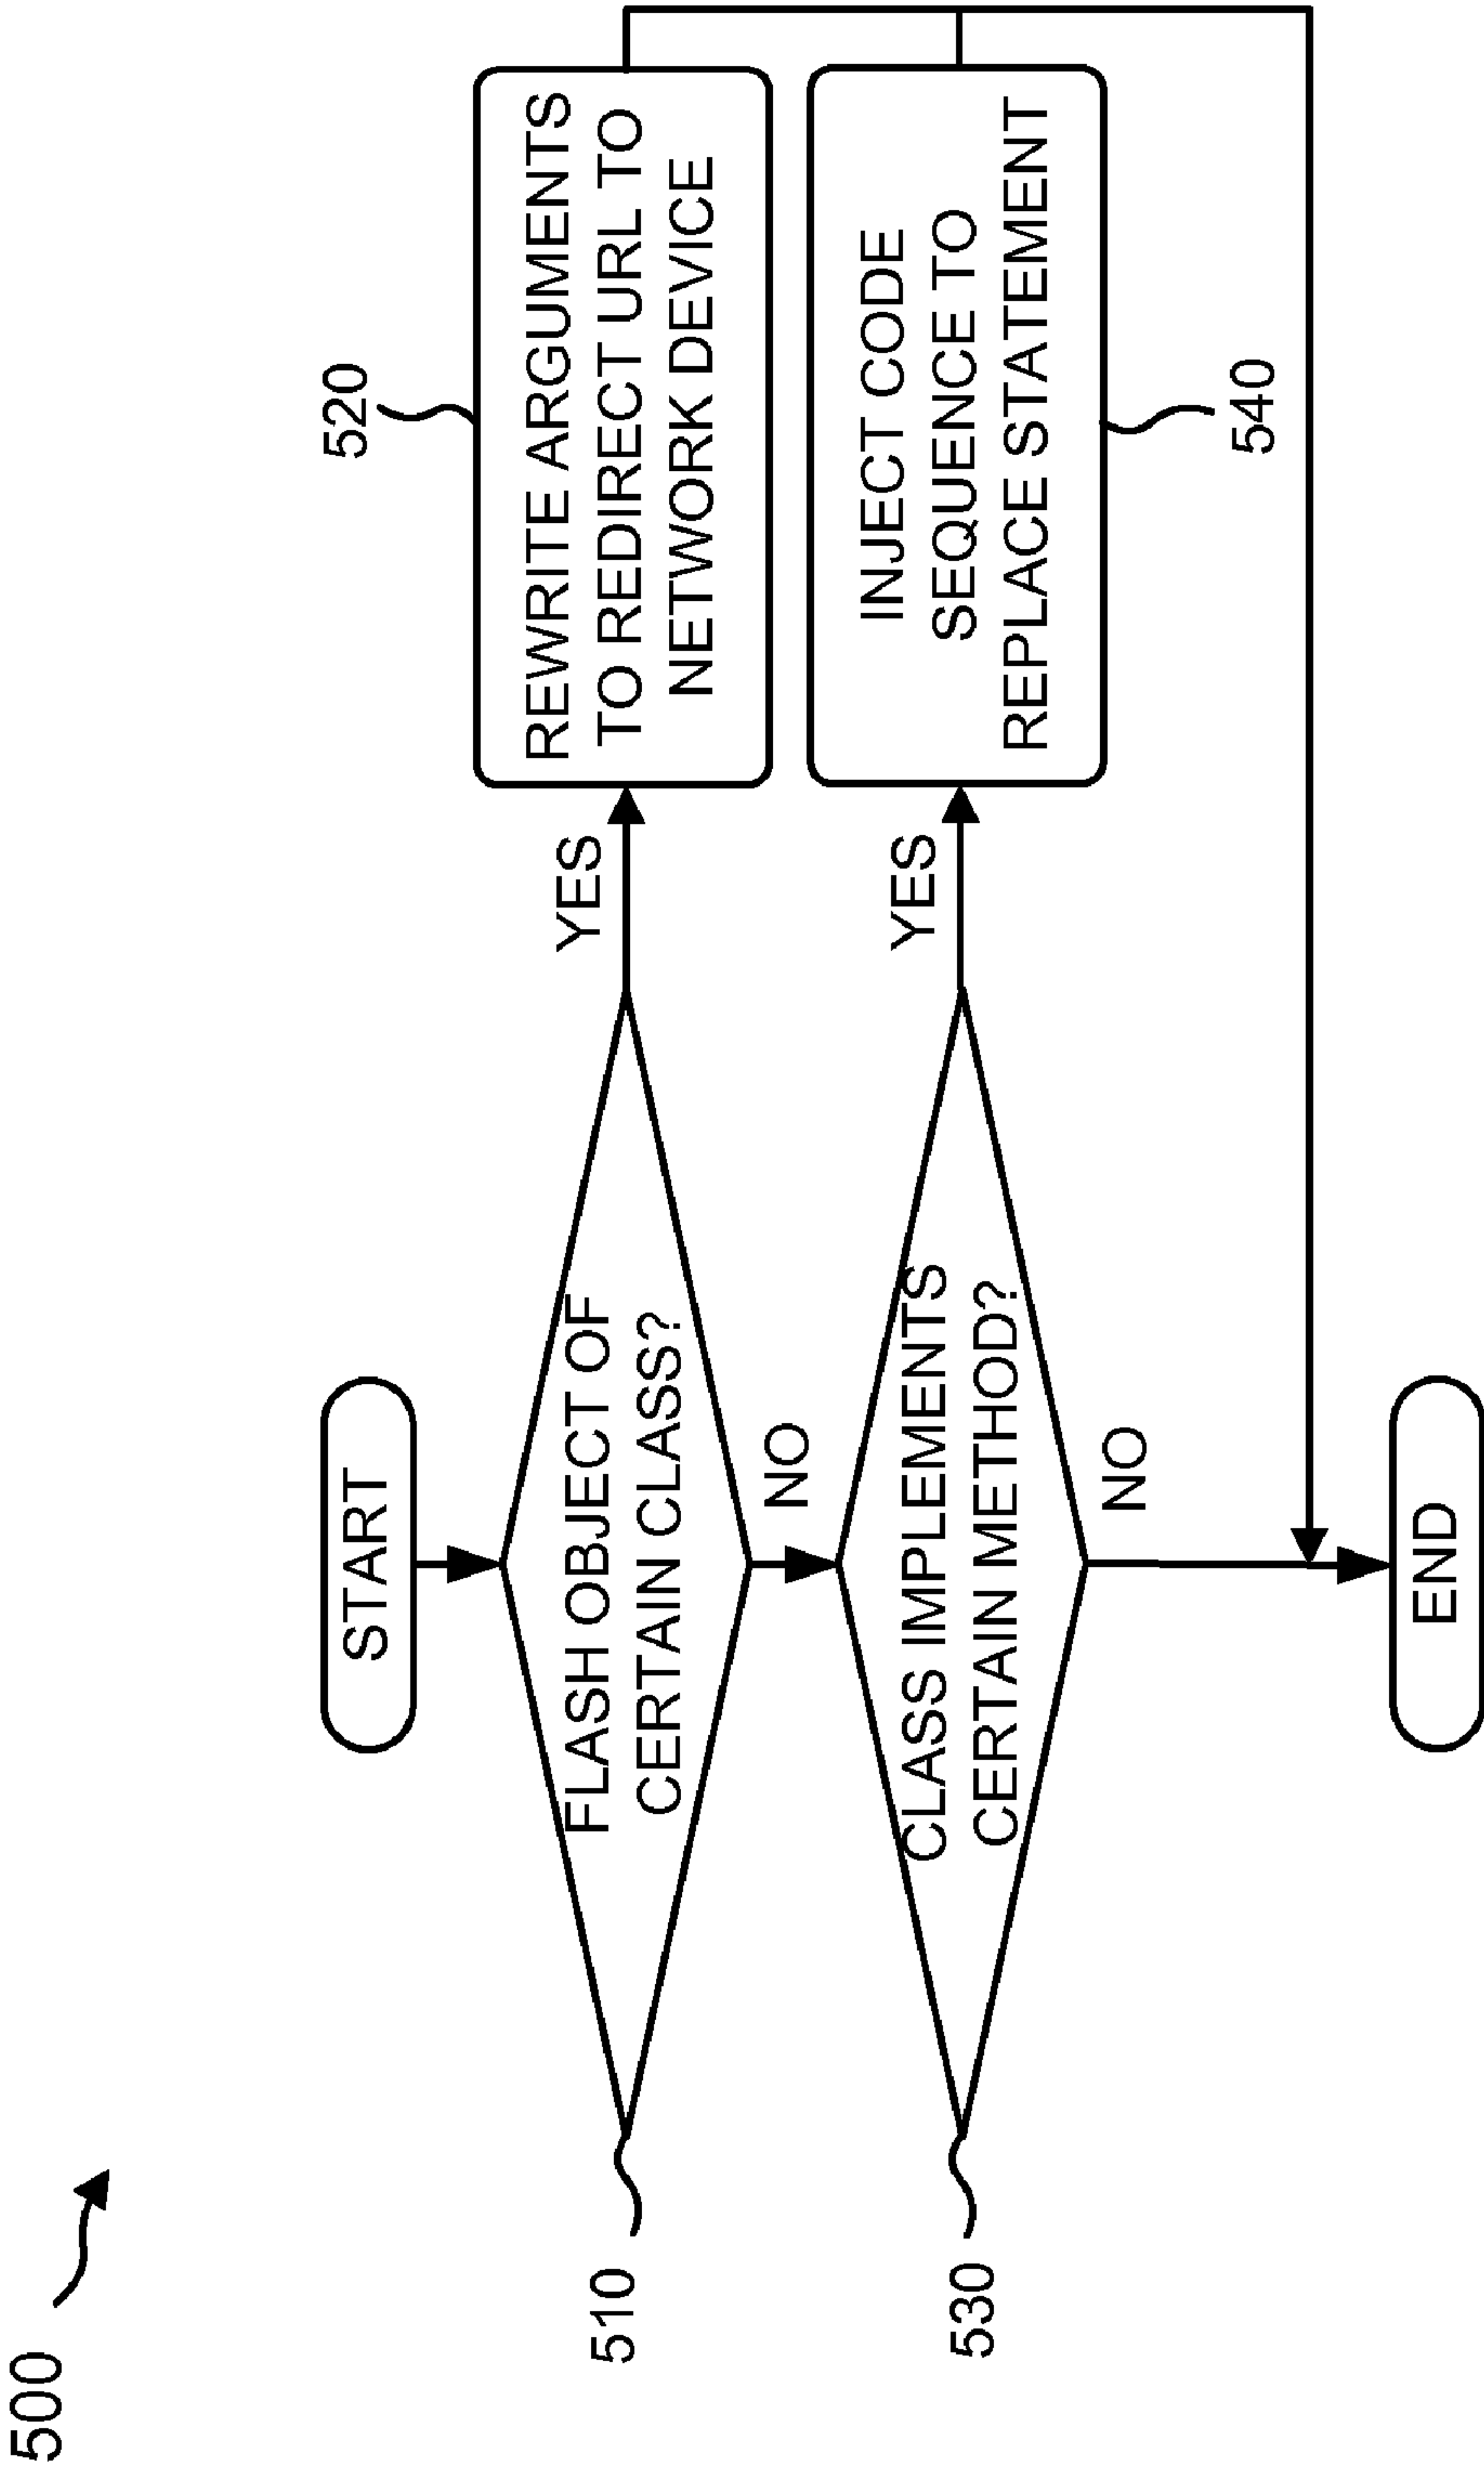 500
START
510
FLASH OBJECT OF
CERTAIN CLASS?
YES
520
REWRITE ARGUMENTS
TO REDIRECT URL TO
NETWORK DEVICE
NO
530
CLASS IMPLEMENTS
CERTAIN METHOD?
YES
INJECT CODE
SEQUENCE TO
REPLACE STATEMENT
540
NO
END